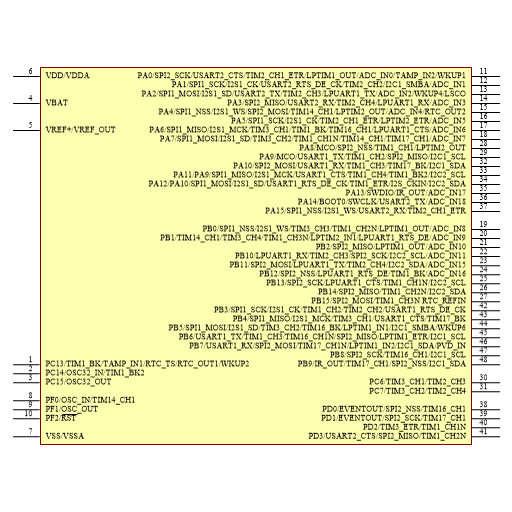 6 VDD/VDDA PA0/SPI2_SCK/USART2_CTS/TIM2_CH1_ETR/LPTIM1_OUT/ADC_IN0/TAMP_IN2/WKUP1 11
PA1/SPI1_SCK/I2S1_CK/USART2_RTS_DE_CK/TIM2_CH2/I2C1_SMBA/ADC_IN1 12
PA2/SPI1_MOSI/I2S1_SD/USART2_TX/TIM2_CH3/LPUART1_TX/ADC_IN2/WKUP4/LSCO 13
4 VBAT PA3/SPI2_MISO/USART2_RX/TIM2_CH4/LPUART1_RX/ADC_IN3 14
PA4/SPI1_NSS/I2S1_WS/SPI2_MOSI/TIM14_CH1/LPTIM2_OUT/ADC_IN4/RTC_OUT2 15
PA5/SPI1_SCK/I2S1_CK/TIM2_CH1_ETR/LPTIM2_ETR/ADC_IN5 16
5 VREF+/VREF_OUT PA6/SPI1_MISO/I2S1_MCK/TIM3_CH1/TIM1_BK/TIM16_CH1/LPUART1_CTS/ADC_IN6 17
PA7/SPI1_MOSI/I2S1_SD/TIM3_CH2/TIM1_CH1N/TIM14_CH1/TIM17_CH1/ADC_IN7 18
PA8/MCO/SPI2_NSS/TIM1_CH1/LPTIM2_OUT 28
PA9/MCO/USART1_TX/TIM1_CH2/SPI2_MISO/I2C1_SCL 29
PA10/SPI2_MOSI/USART1_RX/TIM1_CH3/TIM17_BK/I2C1_SDA 32
PA11/PA9/SPI1_MISO/I2S1_MCK/USART1_CTS/TIM1_CH4/TIM1_BK2/I2C2_SCL 33
PA12/PA10/SPI1_MOSI/I2S1_SD/USART1_RTS_DE_CK/TIM1_ETR/I2S_CKIN/I2C2_SDA 34
PA13/SWDIO/IR_OUT/ADC_IN17 35
PA14/BOOT0/SWCLK/USART2_TX/ADC_IN18 36
PA15/SPI1_NSS/I2S1_WS/USART2_RX/TIM2_CH1_ETR 37
PB0/SPI1_NSS/I2S1_WS/TIM3_CH3/TIM1_CH2N/LPTIM1_OUT/ADC_IN8 19
PB1/TIM14_CH1/TIM3_CH4/TIM1_CH3N/LPTIM2_IN1/LPUART1_RTS_DE/ADC_IN9 20
PB2/SPI2_MISO/LPTIM1_OUT/ADC_IN10 21
PB10/LPUART1_RX/TIM2_CH3/SPI2_SCK/I2C2_SCL/ADC_IN11 22
PB11/SPI2_MOSI/LPUART1_TX/TIM2_CH4/I2C2_SDA/ADC_IN15 23
PB12/SPI2_NSS/LPUART1_RTS_DE/TIM1_BK/ADC_IN16 24
PB13/SPI2_SCK/LPUART1_CTS/TIM1_CH1N/I2C2_SCL 25
PB14/SPI2_MISO/TIM1_CH2N/I2C2_SDA 26
PB15/SPI2_MOSI/TIM1_CH3N RTC_REFIN 27
PB3/SPI1_SCK/I2S1_CK/TIM1_CH2/TIM2_CH2/USART1_RTS_DE_CK 42
PB4/SPI1_MISO/I2S1_MCK/TIM3_CH1/USART1_CTS/TIM17_BK 43
PB5/SPI1_MOSI/I2S1_SD/TIM3_CH2/TIM16_BK/LPTIM1_IN1/I2C1_SMBA/WKUP6 44
PB6/USART1_TX/TIM1_CH3/TIM16_CH1N/SPI2_MISO/LPTIM1_ETR/I2C1_SCL 45
PB7/USART1_RX/SPI2_MOSI/TIM17_CH1N/LPTIM1_IN2/I2C1_SDA/PVD_IN 46
PB8/SPI2_SCK/TIM16_CH1/I2C1_SCL 47
1 PC13/TIM1_BK/TAMP_IN1/RTC_TS/RTC_OUT1/WKUP2 PB9/IR_OUT/TIM17_CH1/SPI2_NSS/I2C1_SDA 48
2 PC14/OSC32_IN/TIM1_BK2
3 PC15/OSC32_OUT PC6/TIM3_CH1/TIM2_CH3 30
PC7/TIM3_CH2/TIM2_CH4 31
8 PF0/OSC_IN/TIM14_CH1
9 PF1/OSC_OUT PD0/EVENTOUT/SPI2_NSS/TIM16_CH1 38
10 PF2/RST PD1/EVENTOUT/SPI2_SCK/TIM17_CH1 39
PD2/TIM3_ETR/TIM1_CH1N 40
7 VSS/VSSA PD3/USART2_CTS/SPI2_MISO/TIM1_CH2N 41